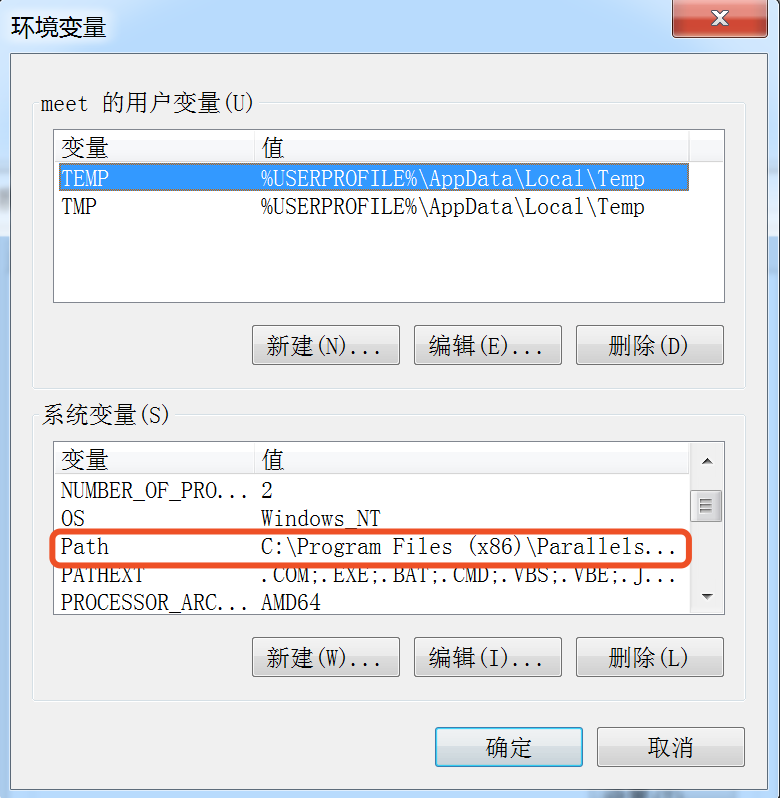 环境变量
meet 的用户变量(U)
变量 值
TEMP %USERPROFILE%\AppData\Local\Temp
TMP %USERPROFILE%\AppData\Local\Temp
新建(N)... 编辑(E)... 删除(D)
系统变量(S)
变量 值
NUMBER_OF_PRO... 2
OS Windows_NT
Path C:\Program Files (x86)\Parallels...
PATHEXT .COM;.EXE;.BAT;.CMD;.VBS;.VBE;.J...
PROCESSOR_ARC... AMD64
新建(W)... 编辑(I)... 删除(L)
确定 取消